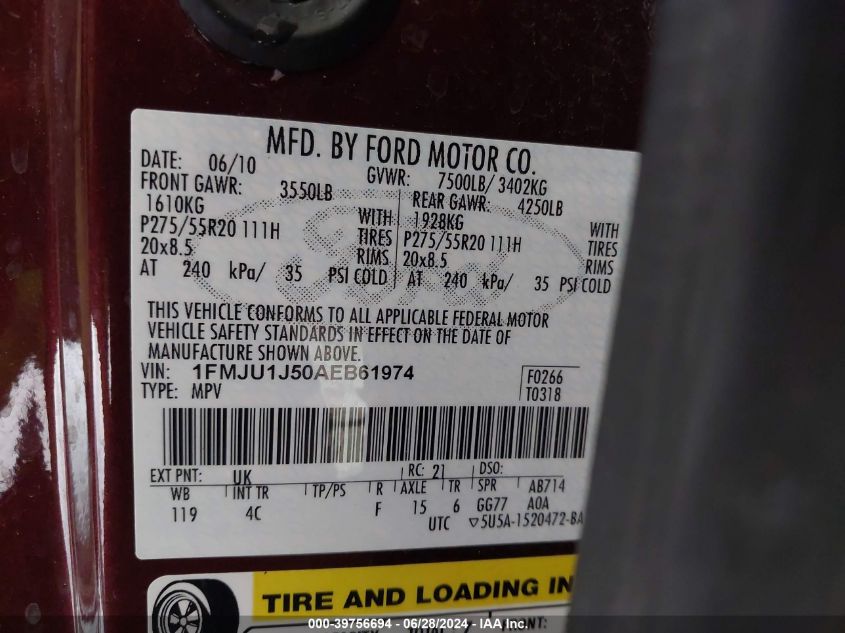 MFD. BY FORD MOTOR CO.
DATE: 06/10 GVWR: 7500LB/ 3402KG
FRONT GAWR: 3550LB REAR GAWR: 4250LB
1610KG WITH 1928KG WITH
P275/55R20 111H TIRES P275/55R20 111H TIRES
20x8.5 RIMS 20x8.5 RIMS
AT 240 kPa/ 35 PSI COLD AT 240 kPa/ 35 PSI COLD
THIS VEHICLE CONFORMS TO ALL APPLICABLE FEDERAL MOTOR
VEHICLE SAFETY STANDARDS IN EFFECT ON THE DATE OF
MANUFACTURE SHOWN ABOVE.
VIN: 1FMJU1J50AEB61974
TYPE: MPV
F0266
T0318
EXT PNT: UK RC: 21 DSO:
WB INT TR TP/PS R AXLE TR SPR AB714
119 4C F 15 6 GG77 A0A
UTC ▽5U5A-1520472-BA
TIRE AND LOADING IN
000-39756694 - 06/28/2024 - IAA Inc.